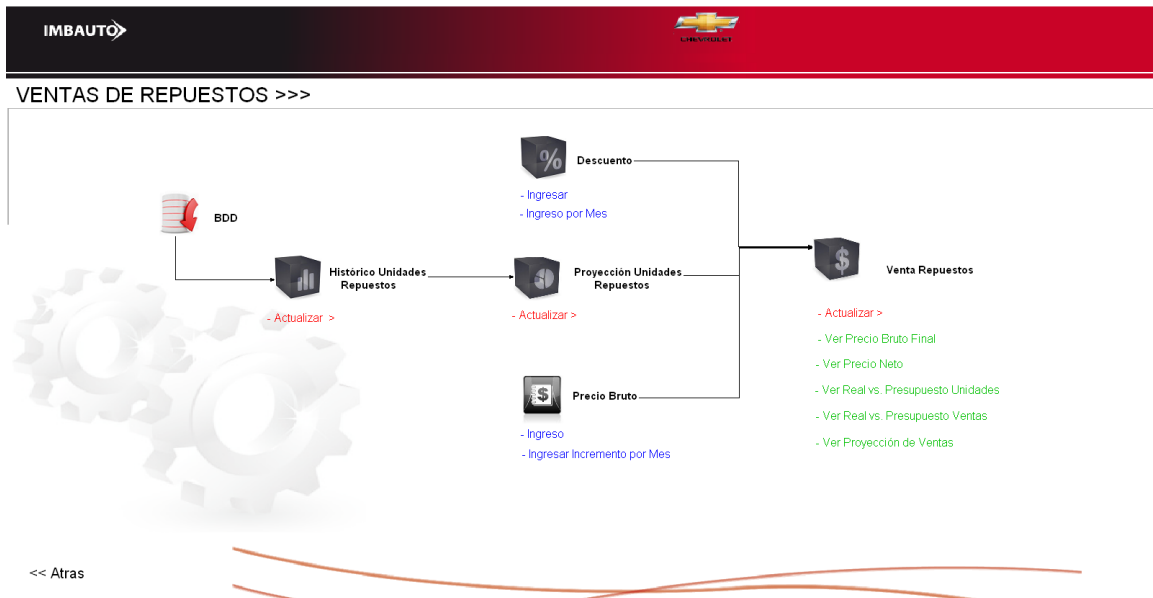 IMBAUTO
CHEVROLET
VENTAS DE REPUESTOS >>>
%
Descuento
- Ingresar
- Ingreso por Mes
BDD
Histórico Unidades
Repuestos
- Actualizar >
Proyección Unidades
Repuestos
- Actualizar >
$
Precio Bruto
- Ingreso
- Ingresar Incremento por Mes
$
Venta Repuestos
- Actualizar >
- Ver Precio Bruto Final
- Ver Precio Neto
- Ver Real vs. Presupuesto Unidades
- Ver Real vs. Presupuesto Ventas
- Ver Proyección de Ventas
<< Atras